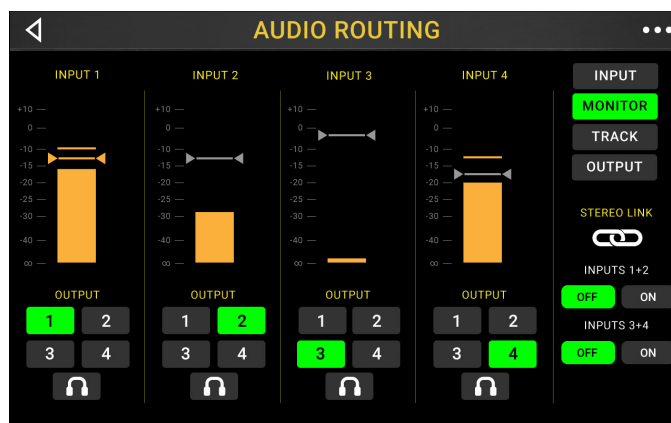 AUDIO ROUTING
INPUT 1
+10
0
-10
-15
-20
-25
-30
-40
∞
OUTPUT
1 2
3 4
INPUT 2
+10
0
-10
-15
-20
-25
-30
-40
∞
OUTPUT
1 2
3 4
INPUT 3
+10
0
-10
-15
-20
-25
-30
-40
∞
OUTPUT
1 2
3 4
INPUT 4
+10
0
-10
-15
-20
-25
-30
-40
∞
OUTPUT
1 2
3 4
INPUT
MONITOR
TRACK
OUTPUT
STEREO LINK
INPUTS 1+2
OFF ON
INPUTS 3+4
OFF ON